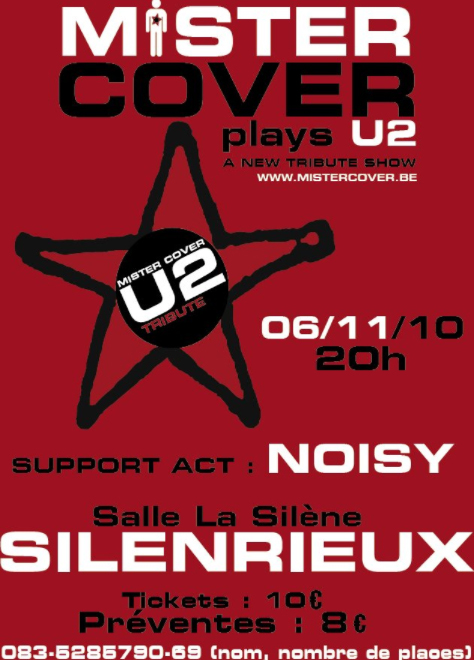 MISTER
COVER
plays U2
A NEW TRIBUTE SHOW
WWW.MISTERCOVER.BE
MISTER COVER
U2
TRIBUTE
06/11/10
20h
SUPPORT ACT : NOISY
Salle La Silène
SILENRIEUX
Tickets : 10€
Préventes : 8€
083-5285790-69 (nom, nombre de places)